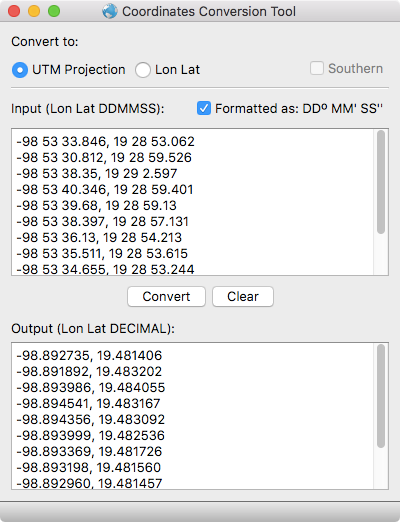 Coordinates Conversion Tool
Convert to:
UTM Projection Lon Lat Southern
Input (Lon Lat DDMMSS): Formatted as: DDº MM' SS''
-98 53 33.846, 19 28 53.062
-98 53 30.812, 19 28 59.526
-98 53 38.35, 19 29 2.597
-98 53 40.346, 19 28 59.401
-98 53 39.68, 19 28 59.13
-98 53 38.397, 19 28 57.131
-98 53 36.13, 19 28 54.213
-98 53 35.511, 19 28 53.615
-98 53 34.655, 19 28 53.244
Convert Clear
Output (Lon Lat DECIMAL):
-98.892735, 19.481406
-98.891892, 19.483202
-98.893986, 19.484055
-98.894541, 19.483167
-98.894356, 19.483092
-98.893999, 19.482536
-98.893369, 19.481726
-98.893198, 19.481560
-98.892960, 19.481457